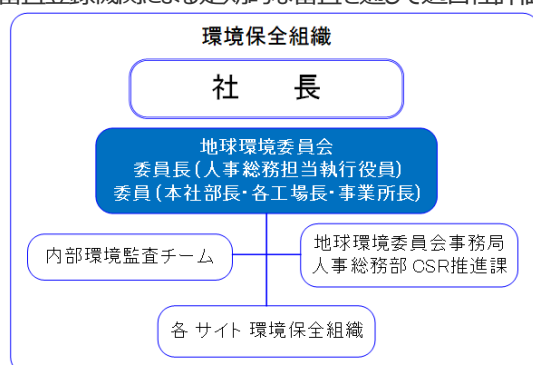 環境保全組織
社 長
地球環境委員会
委員長(人事総務担当執行役員)
委員(本社部長・各工場長・事業所長)
内部環境監査チーム
地球環境委員会事務局
人事総務部 CSR推進課
各 サイト 環境保全組織